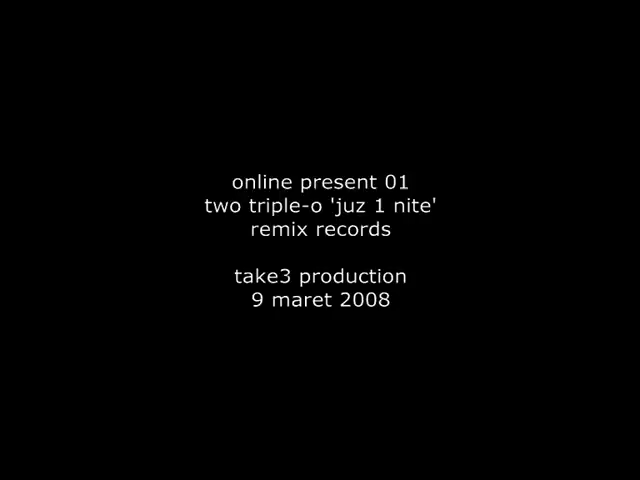 online present 01
two triple-o 'juz 1 nite'
remix records
take3 production
9 maret 2008